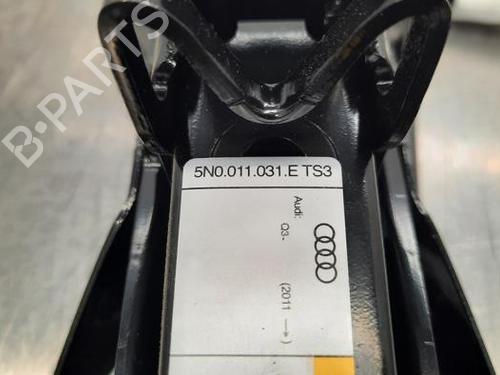 B-PARTS
5N0.011.031.E TS3
Audi:
Q3- (2011 → )